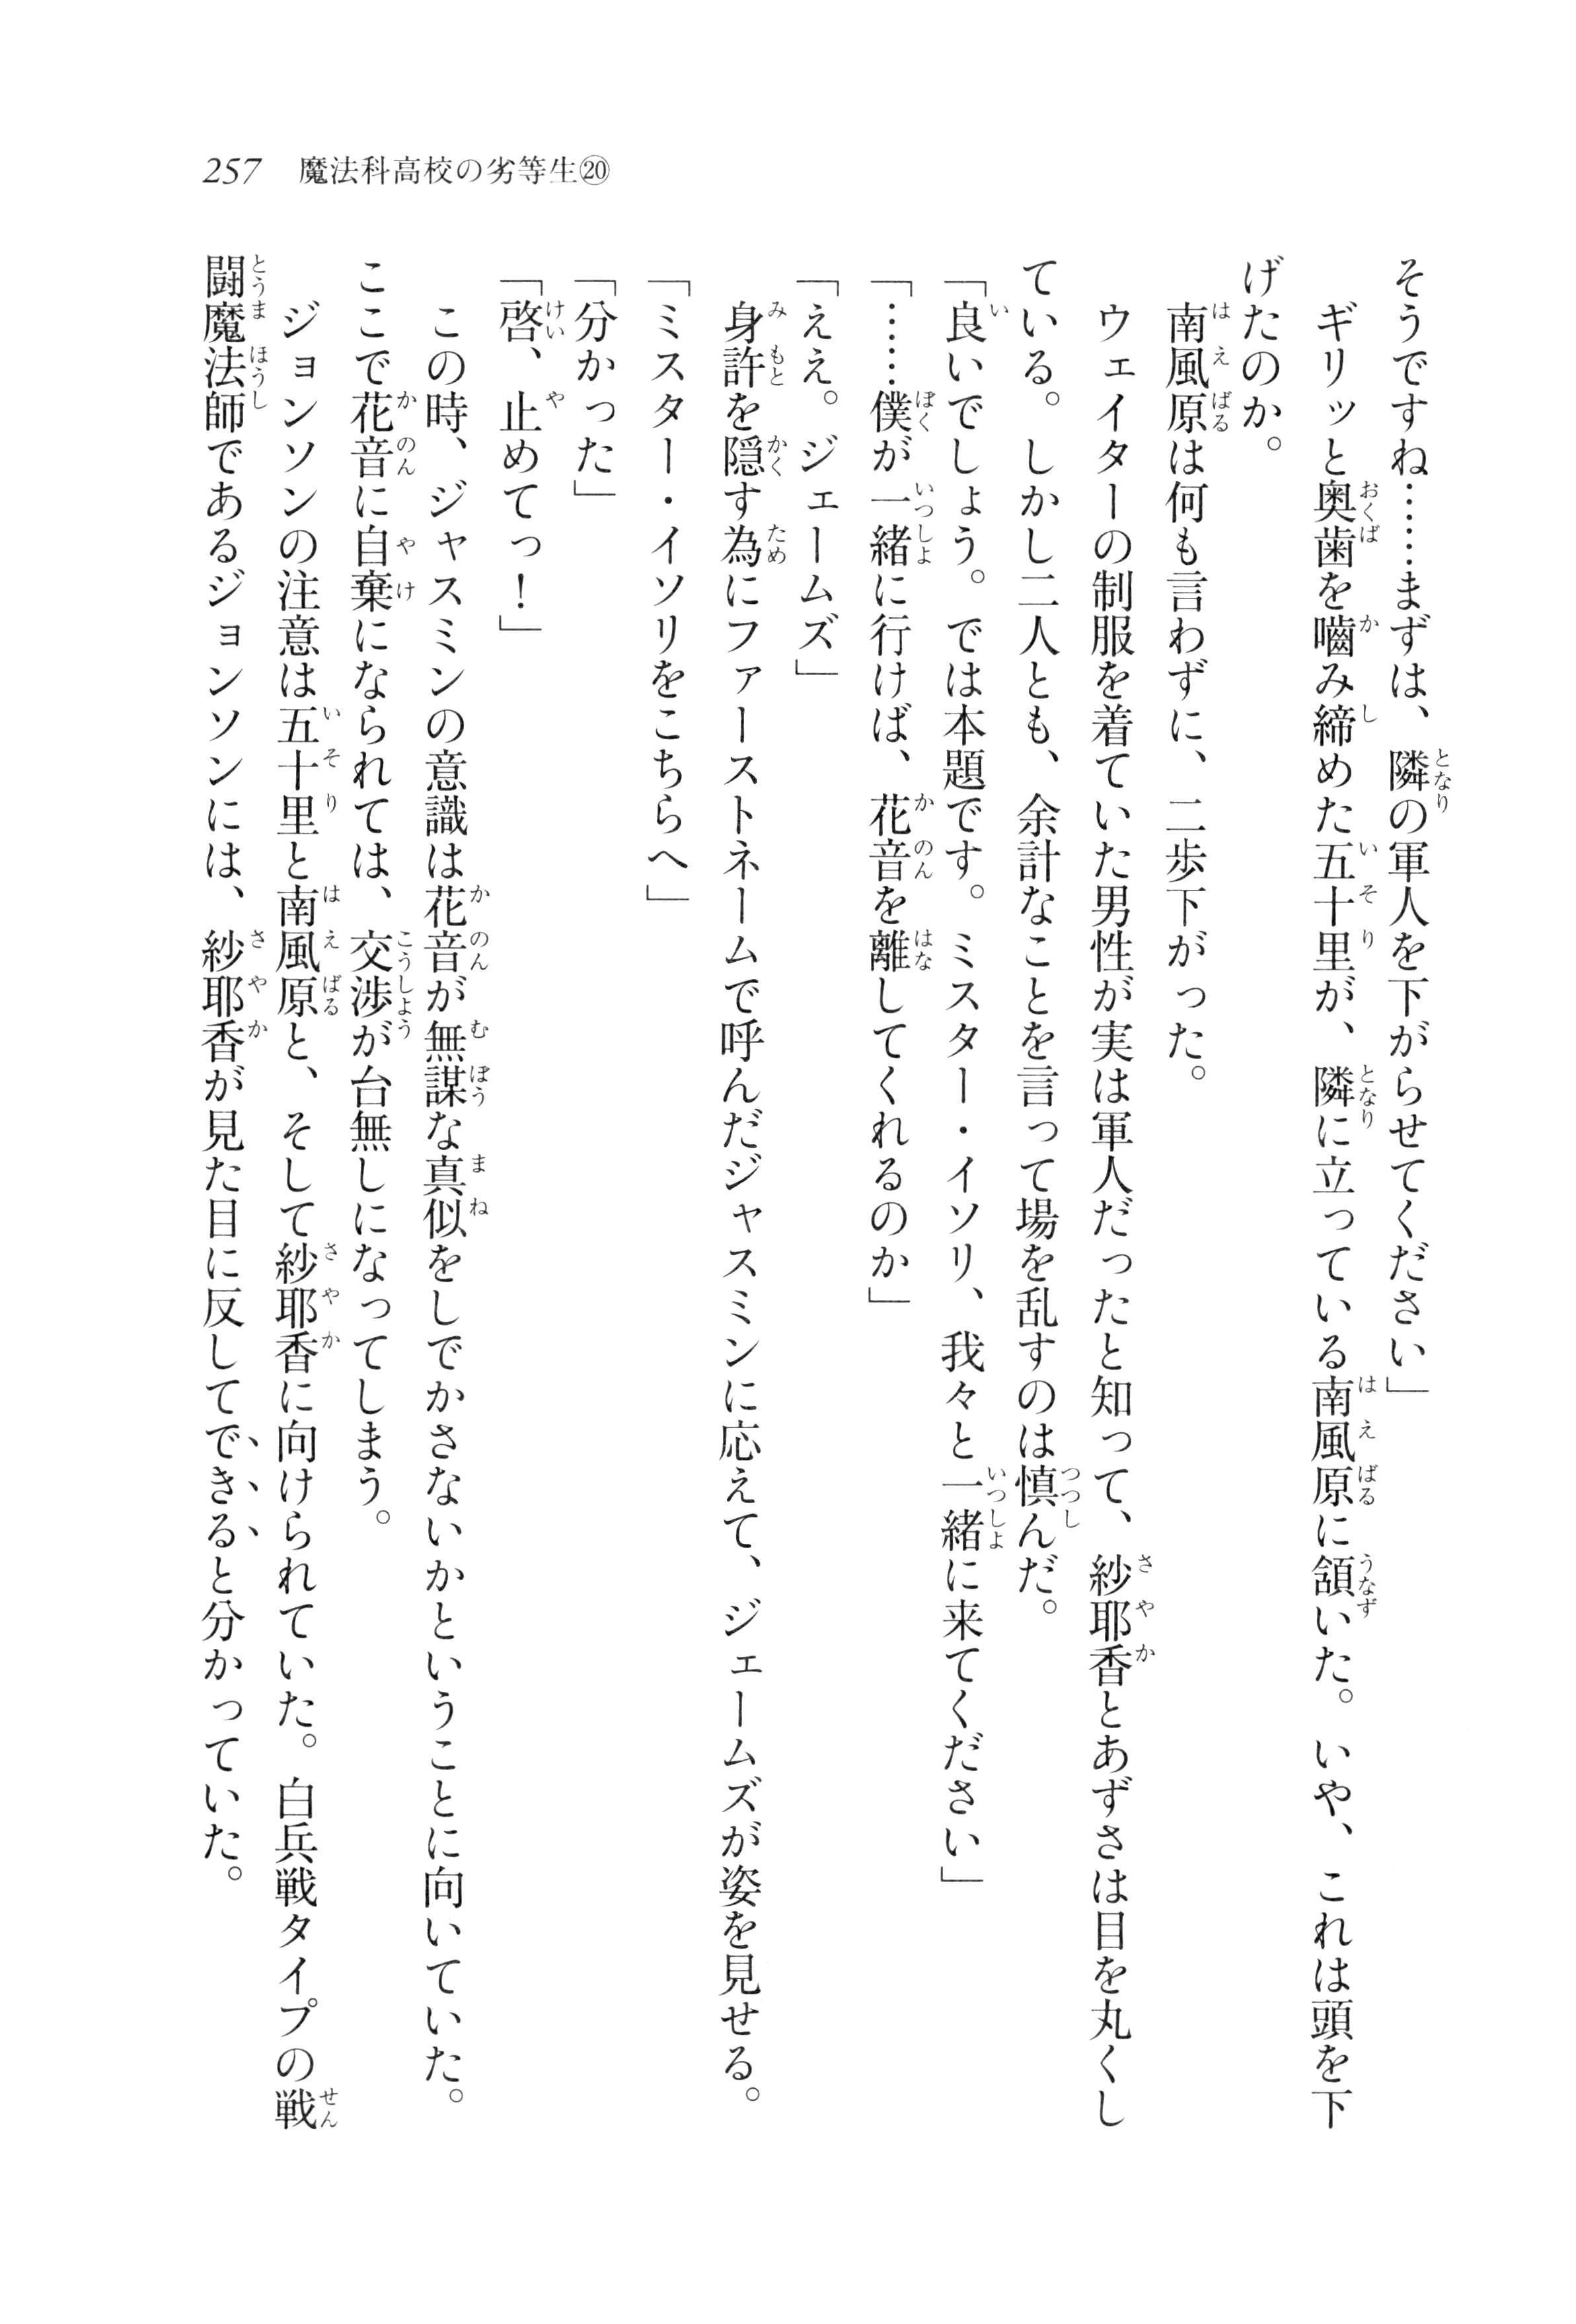 257　魔法科高校の劣等生⑳
そうですね……まずは、隣の軍人を下がらせてください」
　ギリッと奥歯を嚙み締めた五十里が、隣に立っている南風原に頷いた。いや、これは頭を下
げたのか。
　南風原は何も言わずに、二歩下がった。
　ウェイターの制服を着ていた男性が実は軍人だったと知って、紗耶香とあずさは目を丸くし
ている。しかし二人とも、余計なことを言って場を乱すのは慎んだ。
「良いでしょう。では本題です。ミスター・イソリ、我々と一緒に来てください」
「……僕が一緒に行けば、花音を離してくれるのか」
「ええ。ジェームズ」
　身許を隠す為にファーストネームで呼んだジャスミンに応えて、ジェームズが姿を見せる。
「ミスター・イソリをこちらへ」
「分かった」
「啓、止めてっ！」
　この時、ジャスミンの意識は花音が無謀な真似をしでかさないかということに向いていた。
ここで花音に自棄になられては、交渉が台無しになってしまう。
　ジョンソンの注意は五十里と南風原と、そして紗耶香に向けられていた。白兵戦タイプの戦
闘魔法師であるジョンソンには、紗耶香が見た目に反してできると分かっていた。